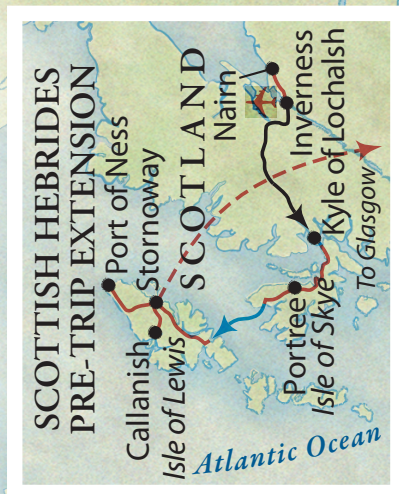 SCOTTISH HEBRIDES
PRE-TRIP EXTENSION
Port of Ness
Stornoway
SCOTLAND
Nairn
Inverness
Kyle of Lochalsh
To Glasgow
Callanish
Isle of Lewis
Portree
Isle of Skye
Atlantic Ocean